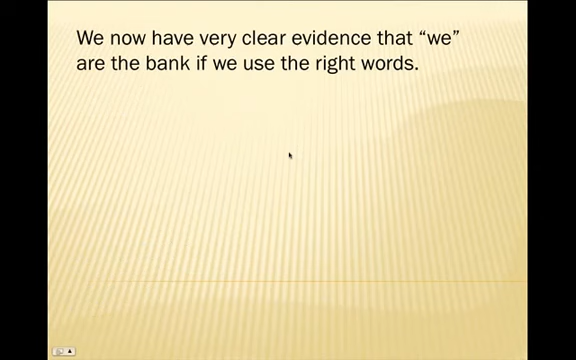 We now have very clear evidence that “we”
are the bank if we use the right words.